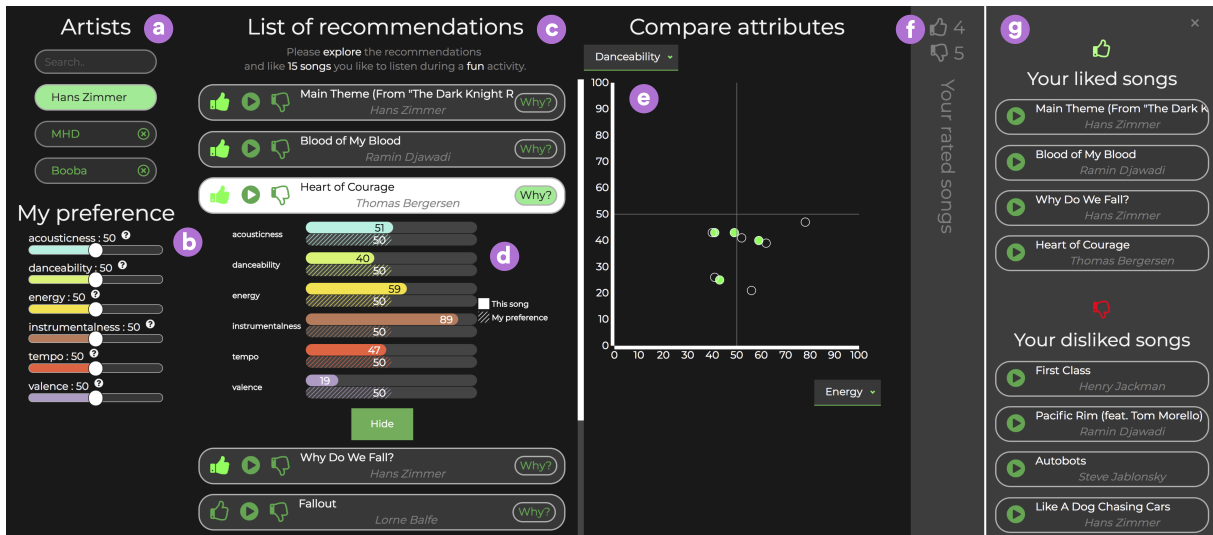 Artists
a
Search..
Hans Zimmer
MHD
Booba
My preference
b
acousticness : 50 ?
danceability : 50 ?
energy : 50 ?
instrumentalness : 50 ?
tempo : 50 ?
valence : 50 ?
List of recommendations
c
Please explore the recommendations
and like 15 songs you like to listen during a fun activity.
Main Theme (From "The Dark Knight R
Hans Zimmer
Why?
Blood of My Blood
Ramin Djawadi
Why?
Heart of Courage
Thomas Bergersen
Why?
d
acousticness 51
50
danceability 40
50
energy 59
50
instrumentalness 89
50
tempo 47
50
valence 19
50
This song
My preference
Hide
Why Do We Fall?
Hans Zimmer
Why?
Fallout
Lorne Balfe
Why?
Compare attributes
Danceability
e
100
90
80
70
60
50
40
30
20
10
0
0 10 20 30 40 50 60 70 80 90 100
Energy
f
4
5
Your rated songs
g
×
Your liked songs
Main Theme (From "The Dark K
Hans Zimmer
Blood of My Blood
Ramin Djawadi
Why Do We Fall?
Hans Zimmer
Heart of Courage
Thomas Bergersen
Your disliked songs
First Class
Henry Jackman
Pacific Rim (feat. Tom Morello)
Ramin Djawadi
Autobots
Steve Jablonsky
Like A Dog Chasing Cars
Hans Zimmer